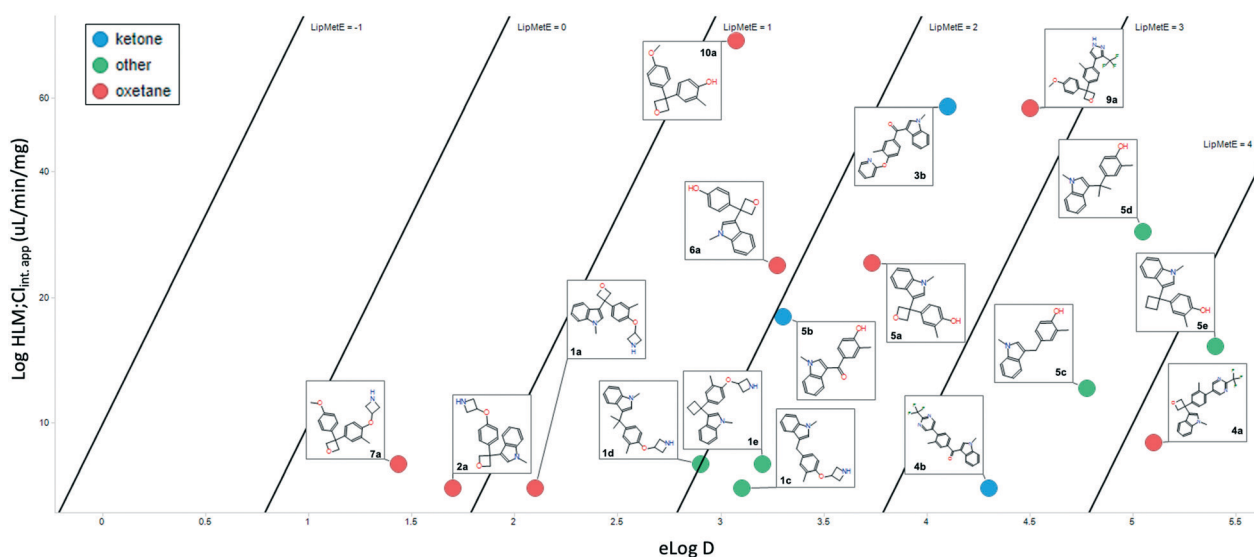 LipMetE = -1
LipMetE = 0
LipMetE = 1
LipMetE = 2
LipMetE = 3
LipMetE = 4
ketone
other
oxetane
Log HLM;Cl int. app (uL/min/mg)
60
40
20
10
10a
9a
3b
5d
6a
5e
5b
5a
1a
5c
1d
1e
1c
7a
2a
4b
4a
0
0.5
1
1.5
2
2.5
3
3.5
4
4.5
5
5.5
eLog D